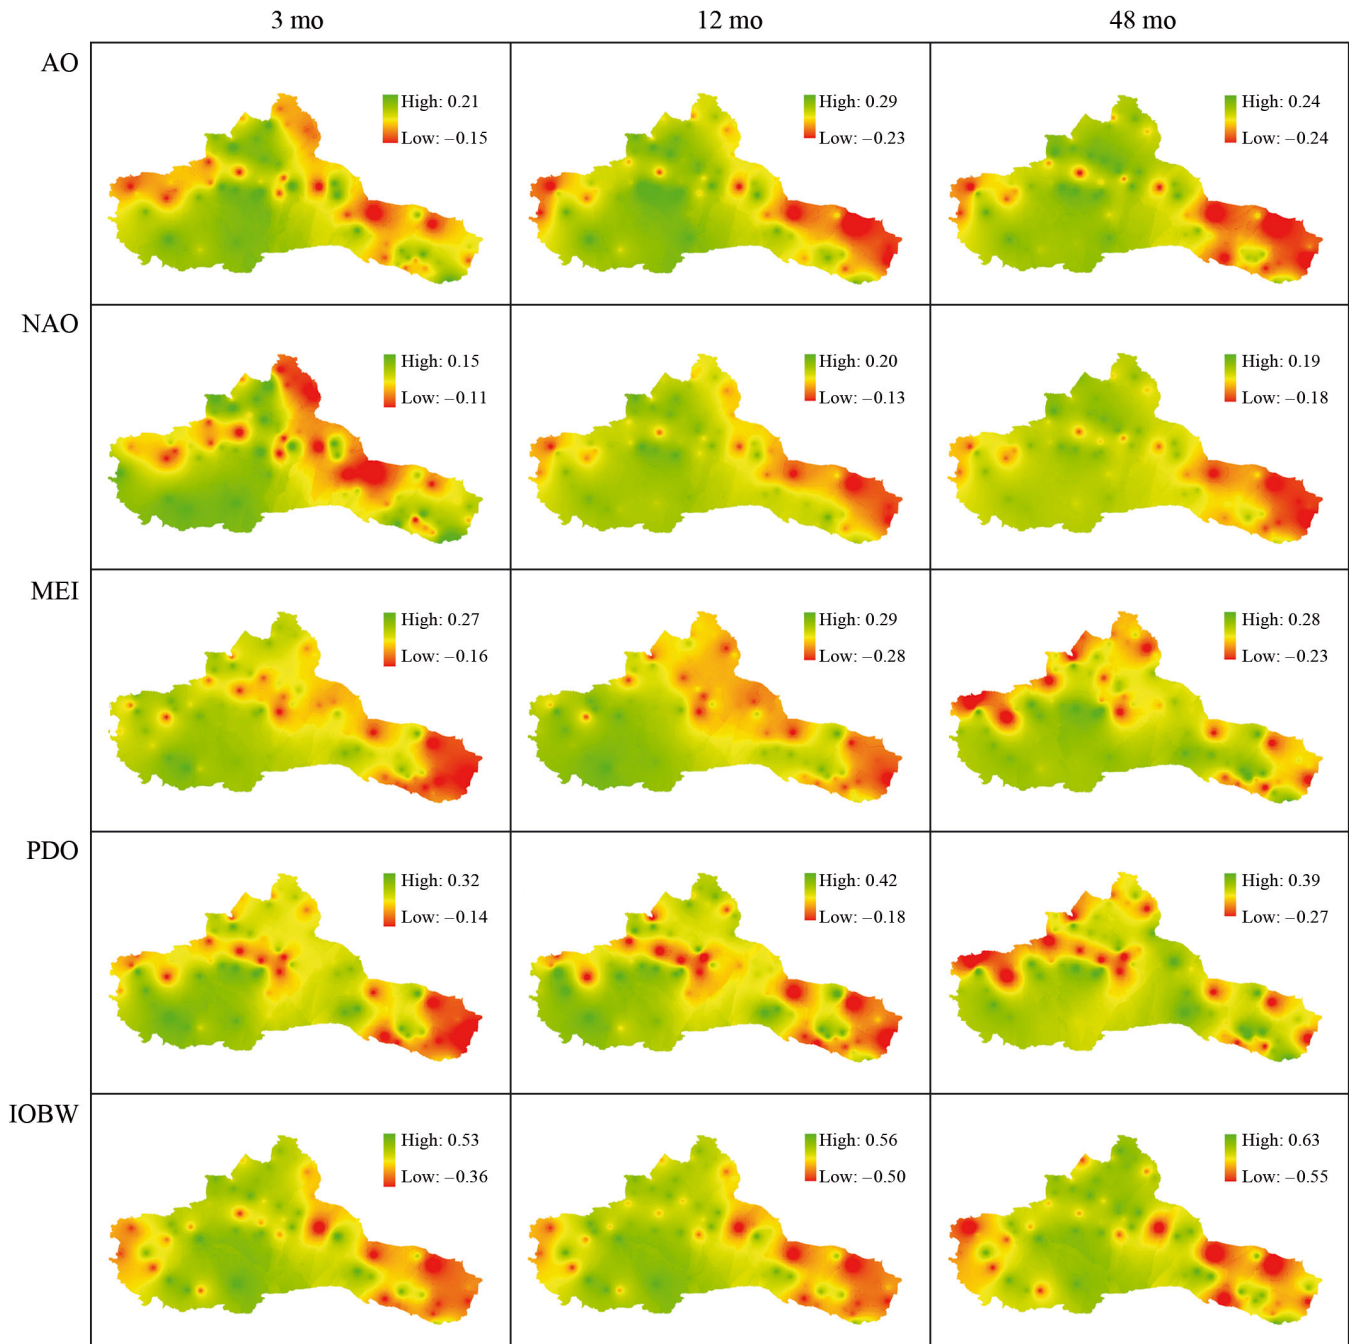 3 mo
12 mo
48 mo
AO
High: 0.21
Low: −0.15
High: 0.29
Low: −0.23
High: 0.24
Low: −0.24
NAO
High: 0.15
Low: −0.11
High: 0.20
Low: −0.13
High: 0.19
Low: −0.18
MEI
High: 0.27
Low: −0.16
High: 0.29
Low: −0.28
High: 0.28
Low: −0.23
PDO
High: 0.32
Low: −0.14
High: 0.42
Low: −0.18
High: 0.39
Low: −0.27
IOBW
High: 0.53
Low: −0.36
High: 0.56
Low: −0.50
High: 0.63
Low: −0.55